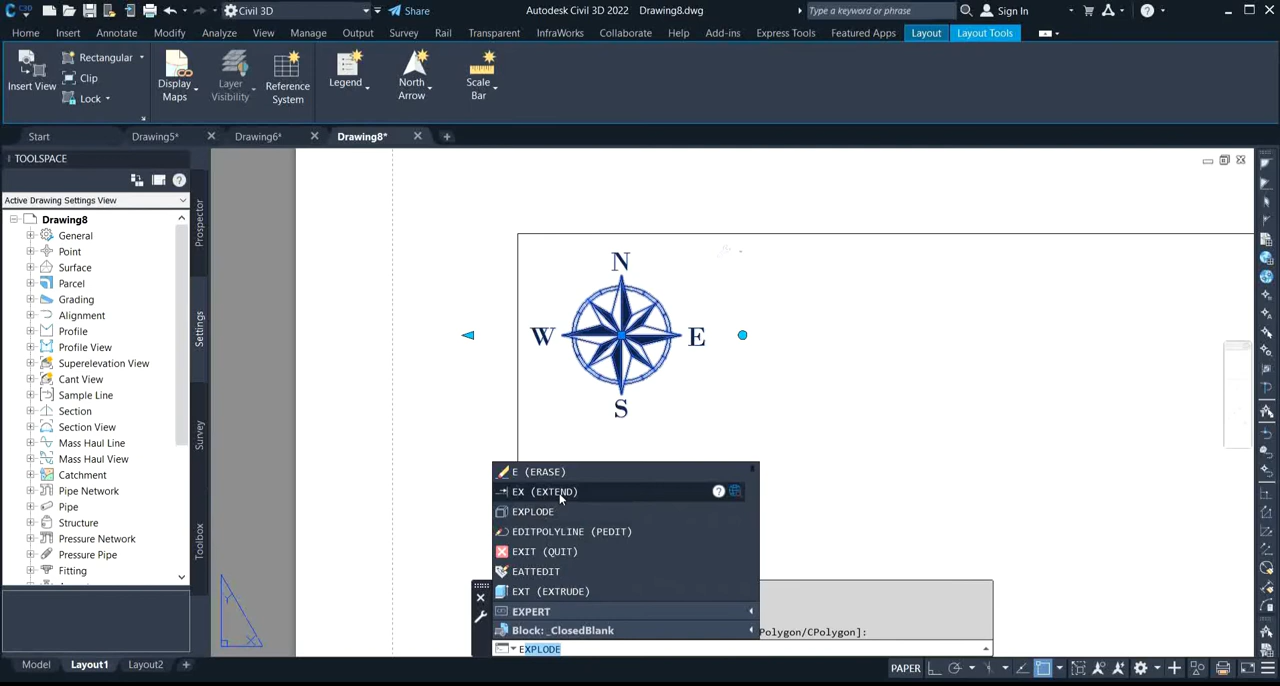 C3D Civil 3D Share Autodesk Civil 3D 2022 Drawing8.dwg Type a keyword or phrase Sign In
Home Insert Annotate Modify Analyze View Manage Output Survey Rail Transparent InfraWorks Collaborate Help Add-ins Express Tools Featured Apps Layout Layout Tools
Insert View
Rectangular
Clip
Lock
Display Maps
Layer Visibility
Reference System
Legend
North Arrow
Scale Bar
Start Drawing5* Drawing6* Drawing8*
TOOLSPACE
Active Drawing Settings View
Drawing8
General
Point
Surface
Parcel
Grading
Alignment
Profile
Profile View
Superelevation View
Cant View
Sample Line
Section
Section View
Mass Haul Line
Mass Haul View
Catchment
Pipe Network
Pipe
Structure
Pressure Network
Pressure Pipe
Fitting
Prospector
Settings
Survey
Toolbox
N
W E
S
E (ERASE)
EX (EXTEND)
EXPLODE
EDITPOLYLINE (PEDIT)
EXIT (QUIT)
EATTEDIT
EXT (EXTRUDE)
EXPERT
Block: _ClosedBlank
Polygon/CPolygon]:
EXPLODE
Y
X
Model Layout1 Layout2 + PAPER